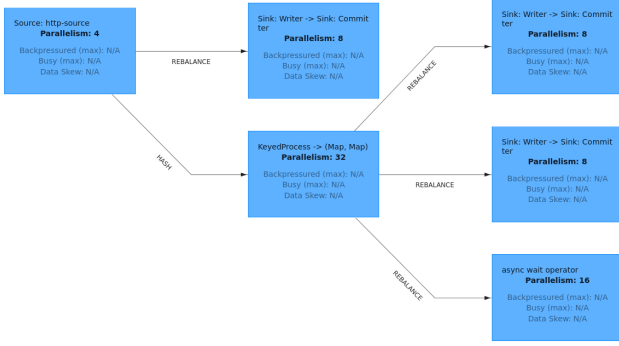 Source: http-source
Parallelism: 4
Backpressured (max): N/A
Busy (max): N/A
Data Skew: N/A
REBALANCE
HASH
Sink: Writer -> Sink: Commit
ter
Parallelism: 8
Backpressured (max): N/A
Busy (max): N/A
Data Skew: N/A
KeyedProcess -> (Map, Map)
Parallelism: 32
Backpressured (max): N/A
Busy (max): N/A
Data Skew: N/A
REBALANCE
REBALANCE
REBALANCE
Sink: Writer -> Sink: Commit
ter
Parallelism: 8
Backpressured (max): N/A
Busy (max): N/A
Data Skew: N/A
Sink: Writer -> Sink: Commit
ter
Parallelism: 8
Backpressured (max): N/A
Busy (max): N/A
Data Skew: N/A
async wait operator
Parallelism: 16
Backpressured (max): N/A
Busy (max): N/A
Data Skew: N/A